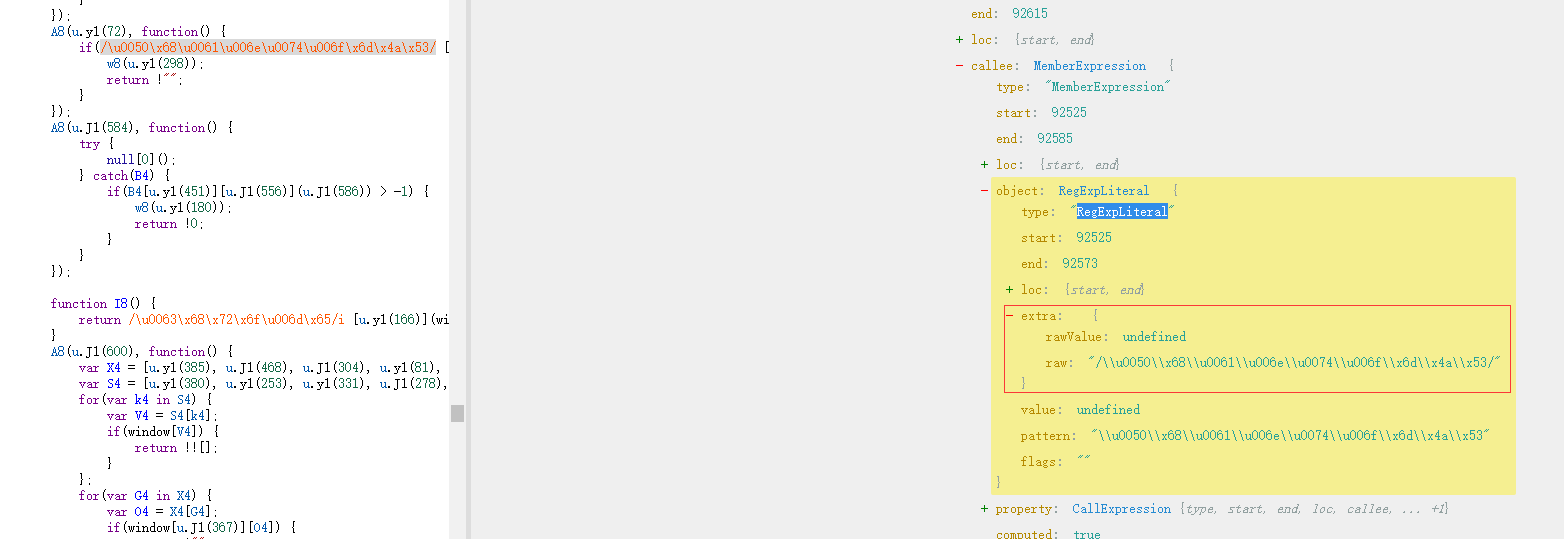 });
A8(u.y1(72), function() {
if(/\u0050\x68\u0061\u006e\u0074\u006f\x6d\x4a\x53/ [
w8(u.y1(298));
return !"";
}
});
A8(u.J1(584), function() {
try {
null[0]();
} catch(B4) {
if(B4[u.y1(451)][u.J1(556)](u.J1(586)) > -1) {
w8(u.y1(180));
return !0;
}
}
});
function I8() {
return /\u0063\x68\x72\x6f\u006d\x65/i [u.y1(166)](wi
}
A8(u.J1(600), function() {
var X4 = [u.y1(385), u.J1(468), u.J1(304), u.y1(81),
var S4 = [u.y1(380), u.y1(253), u.y1(331), u.J1(278),
for(var k4 in S4) {
var V4 = S4[k4];
if(window[V4]) {
return !![];
}
};
for(var G4 in X4) {
var O4 = X4[G4];
if(window[u.J1(367)][O4]) {
end: 92615
+ loc: {start, end}
- callee: MemberExpression {
type: "MemberExpression"
start: 92525
end: 92585
+ loc: {start, end}
- object: RegExpLiteral {
type: "RegExpLiteral"
start: 92525
end: 92573
+ loc: {start, end}
- extra: {
rawValue: undefined
raw: "/\\u0050\\x68\\u0061\\u006e\\u0074\\u006f\\x6d\\x4a\\x53/"
}
value: undefined
pattern: "\\u0050\\x68\\u0061\\u006e\\u0074\\u006f\\x6d\\x4a\\x53"
flags: ""
}
+ property: CallExpression {type, start, end, loc, callee, ... +1}
computed: true